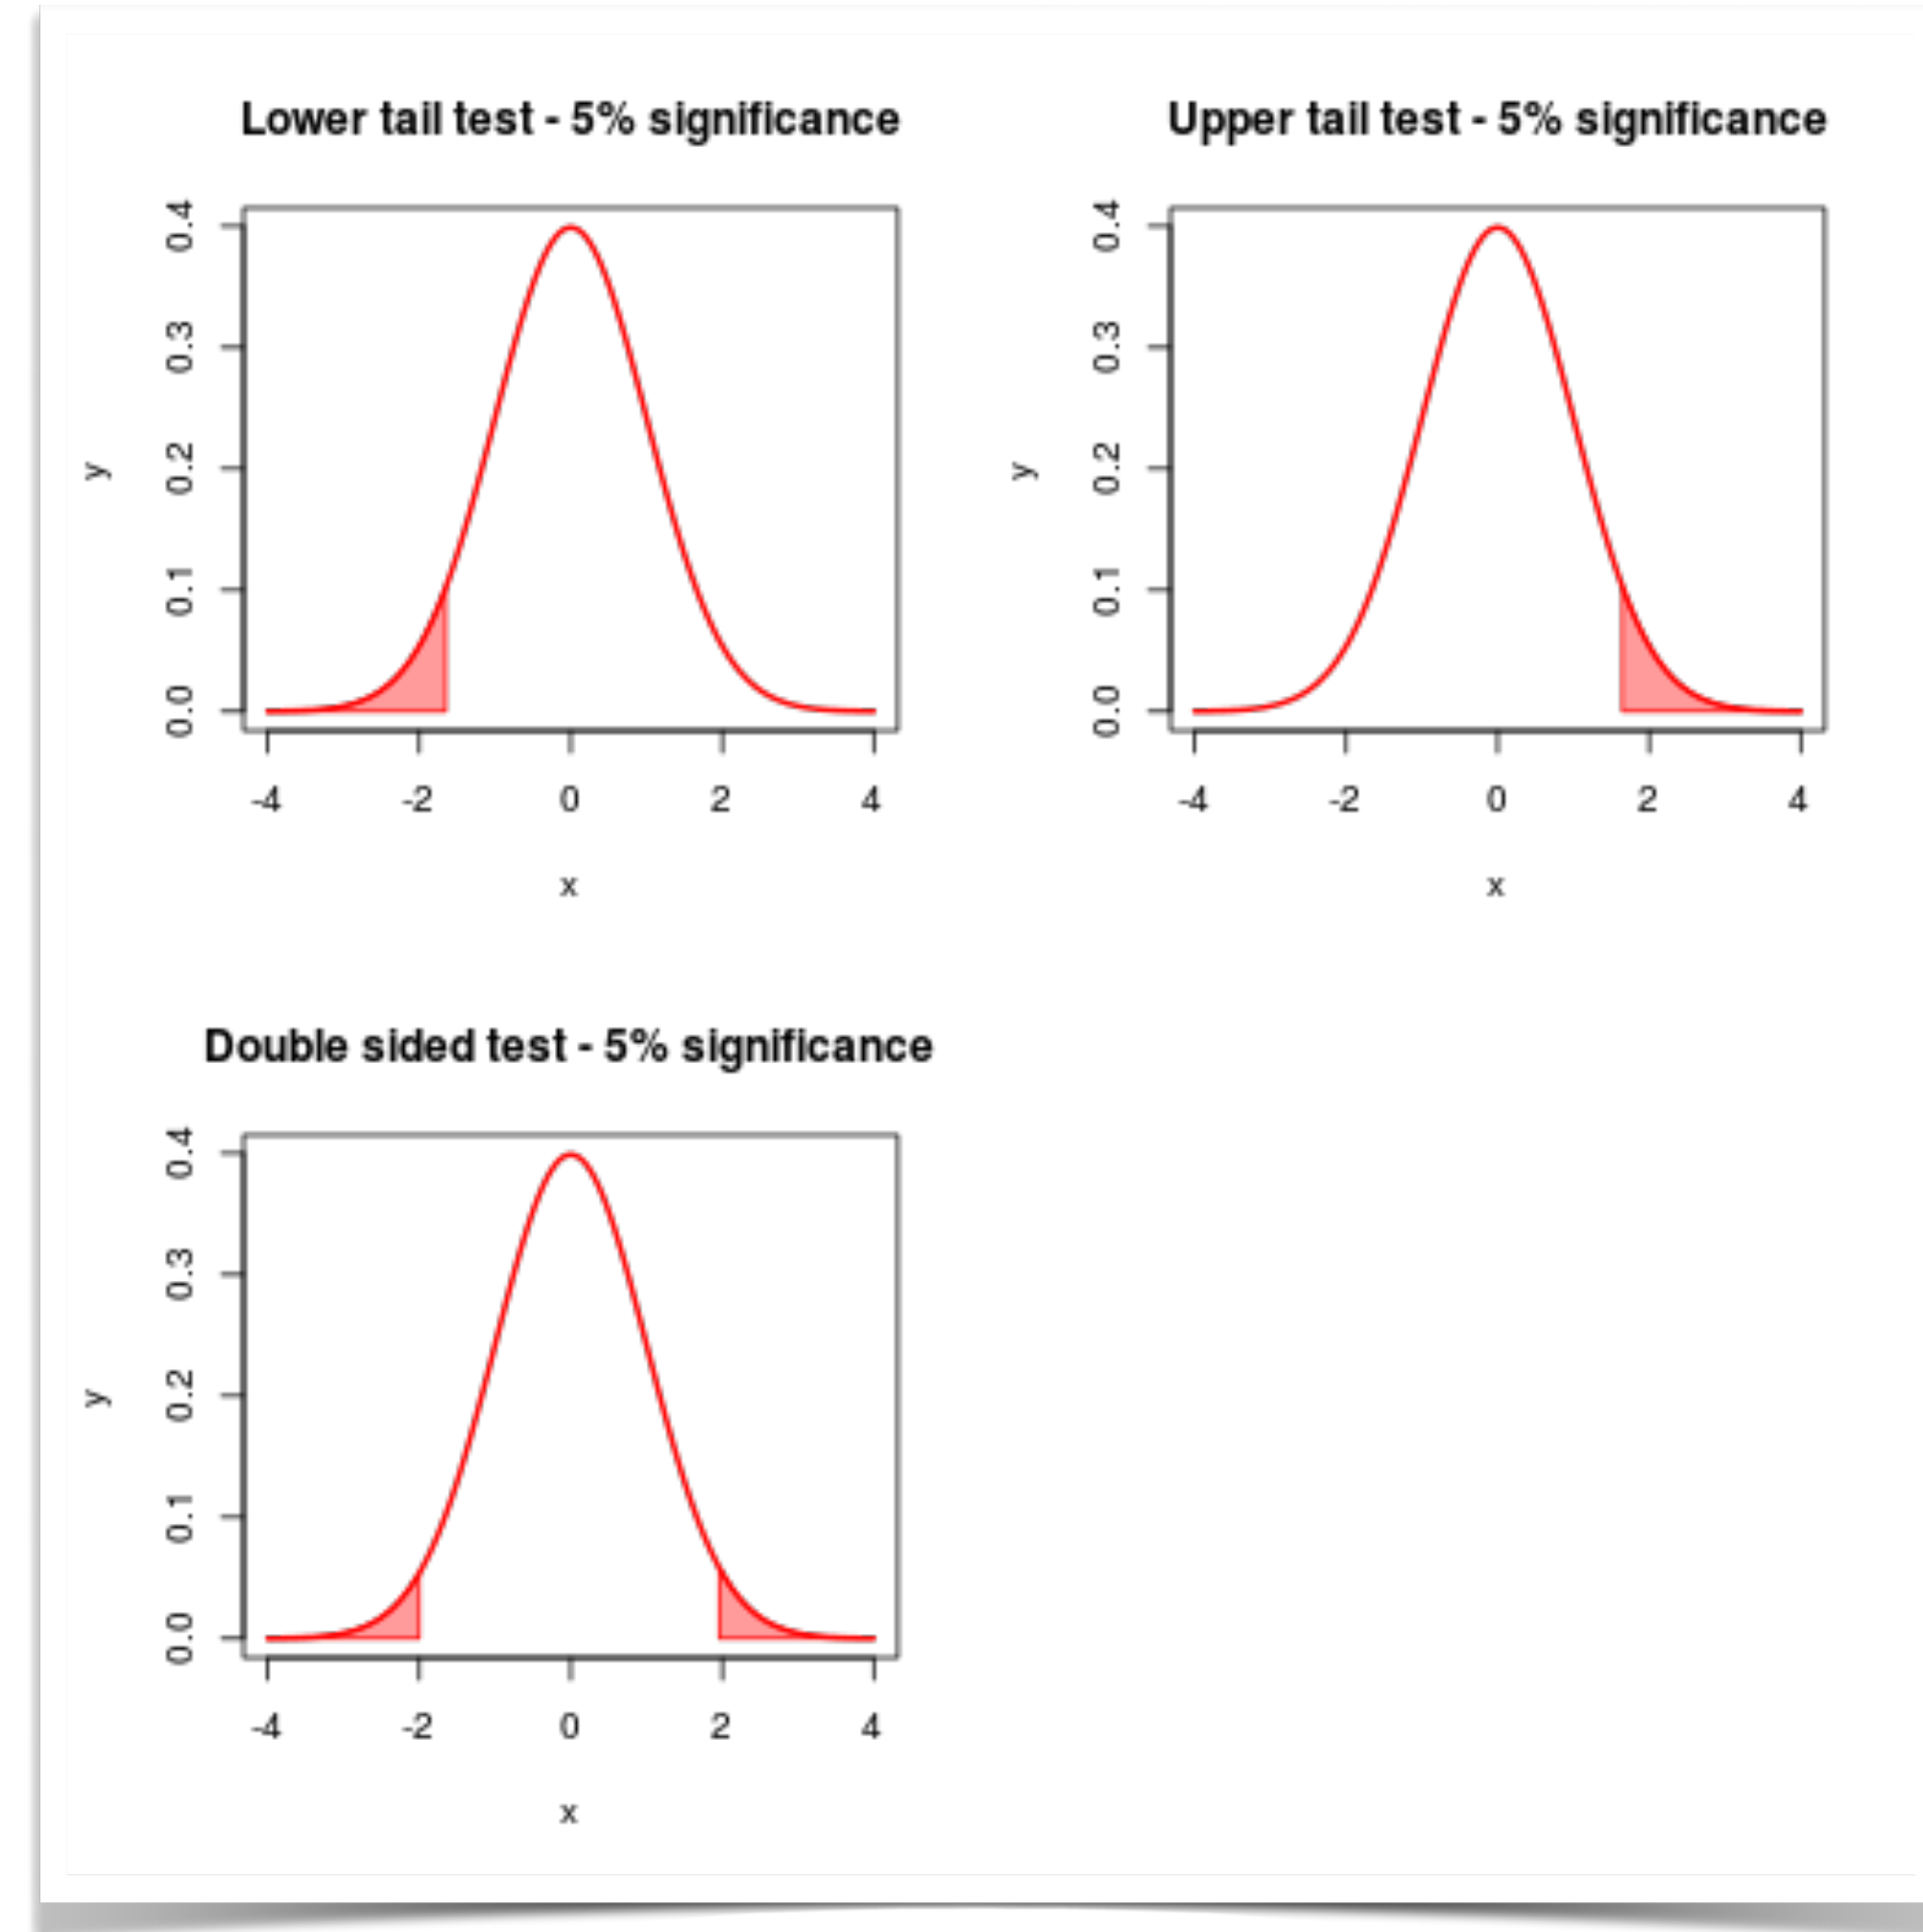 Lower tail test - 5% significance
0.4
0.3
0.2
0.1
0.0
y
-4 -2 0 2 4
x
Upper tail test - 5% significance
0.4
0.3
0.2
0.1
0.0
y
-4 -2 0 2 4
x
Double sided test - 5% significance
0.4
0.3
0.2
0.1
0.0
y
-4 -2 0 2 4
x